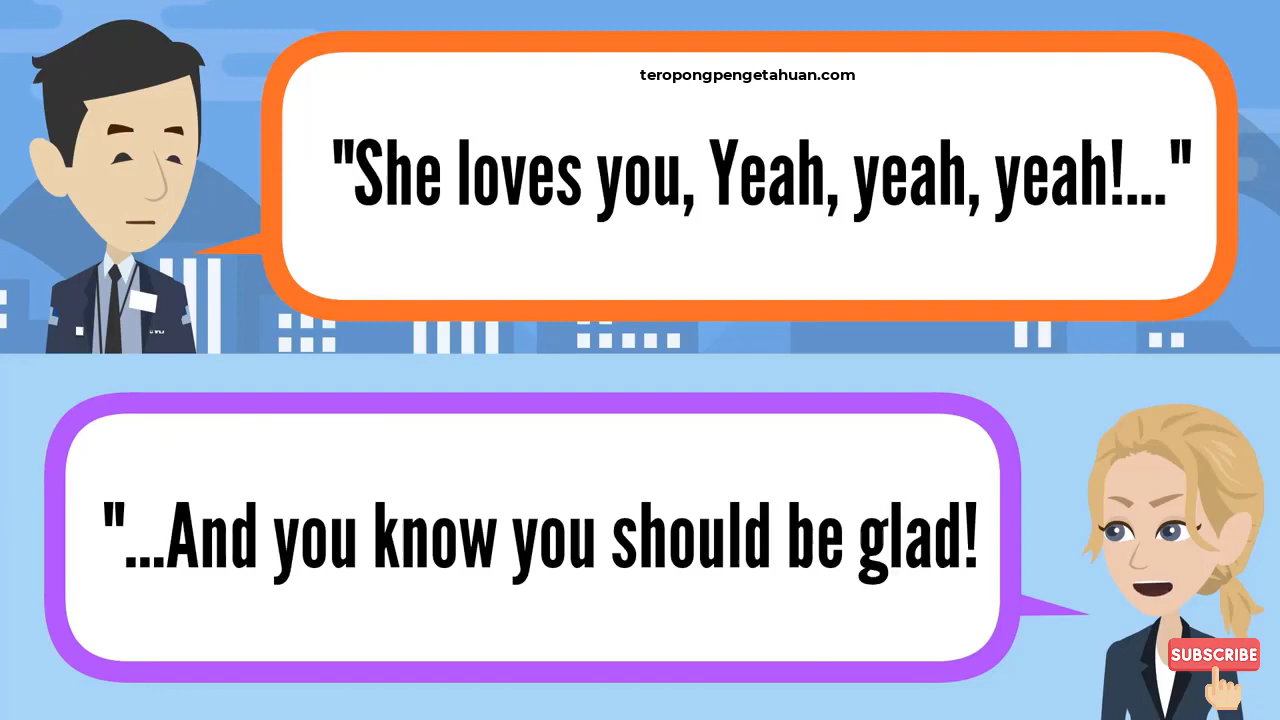 teropongpengetahuan.com
"She loves you, Yeah, yeah, yeah!..."
"...And you know you should be glad!
SUBSCRIBE